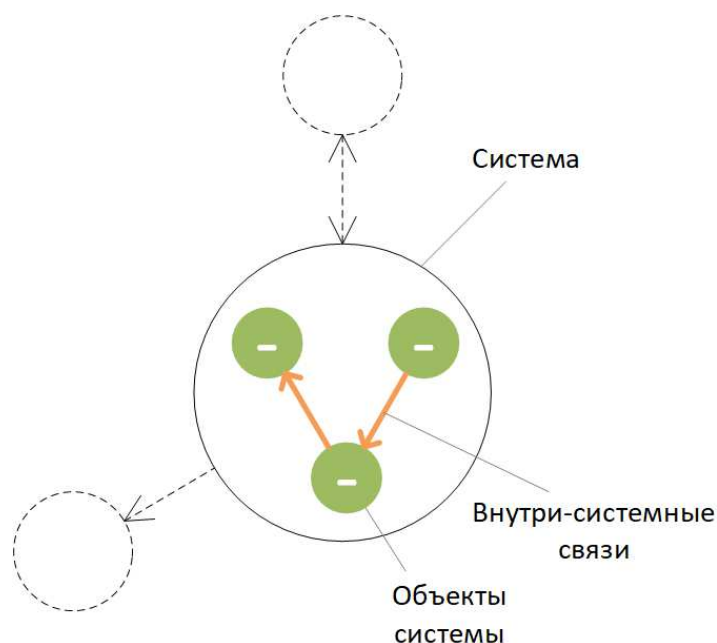 Система
Внутри-системные
связи
Объекты
системы